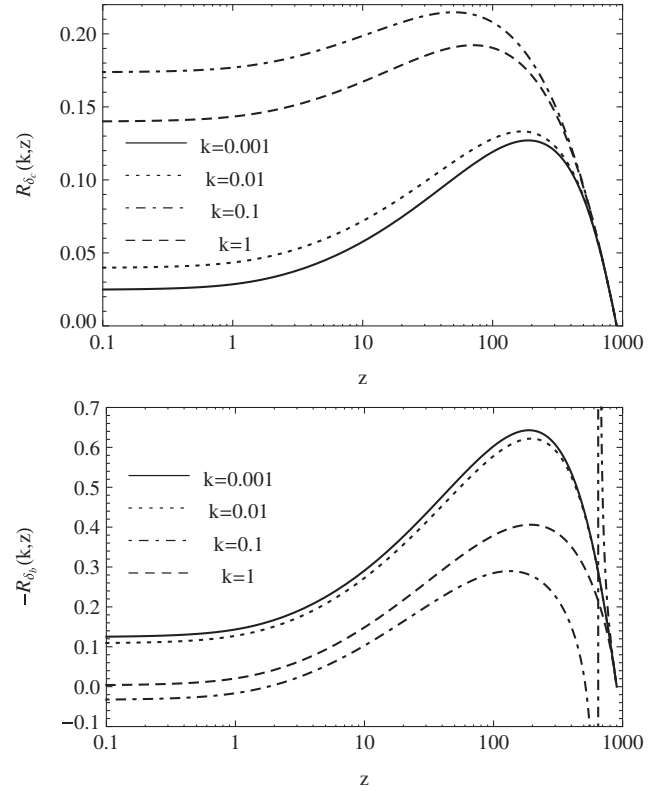 0.20
0.15
0.10
0.05
0.00
R_{δ_c}(k,z)
k=0.001
k=0.01
k=0.1
k=1
0.1 1 10 100 1000
z
0.7
0.6
0.5
0.4
0.3
0.2
0.1
0.0
−0.1
−R_{δ_b}(k,z)
k=0.001
k=0.01
k=0.1
k=1
0.1 1 10 100 1000
z